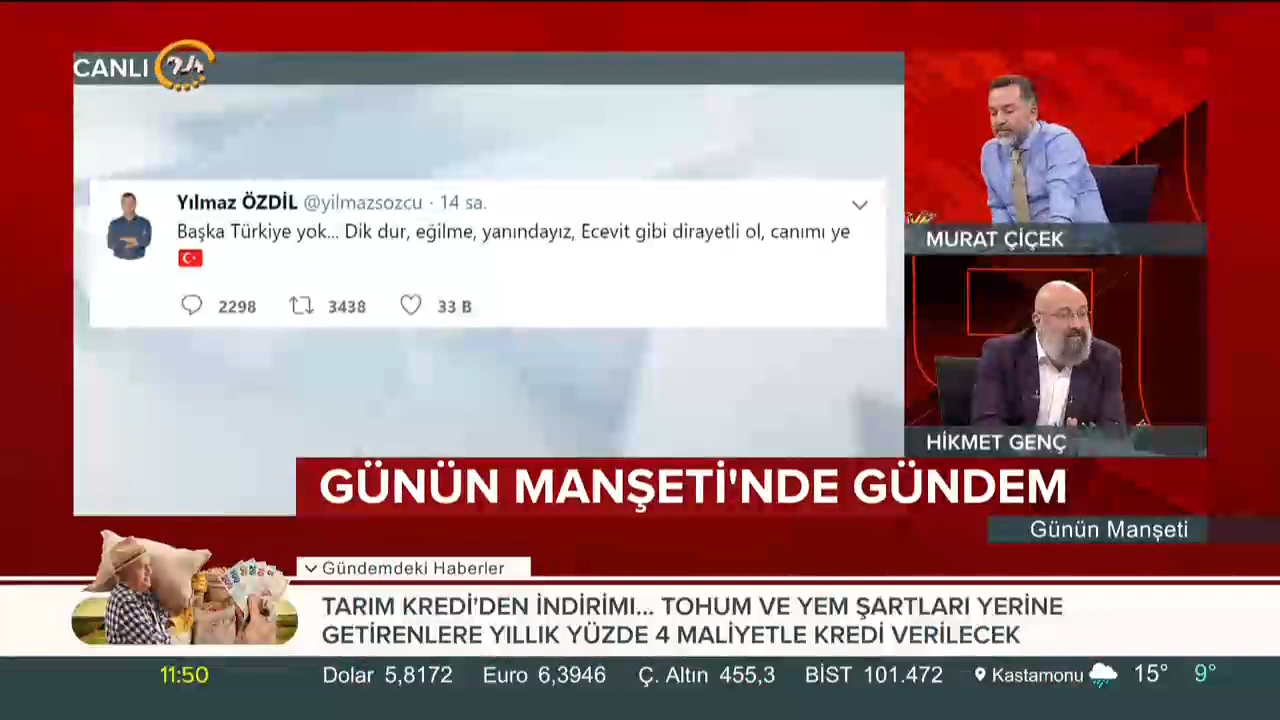 CANLI 24
Yılmaz ÖZDİL @yilmazsozcu · 14 sa.
Başka Türkiye yok... Dik dur, eğilme, yanındayız, Ecevit gibi dirayetli ol, canımı ye
2298 3438 33 B
MURAT ÇİÇEK
HİKMET GENÇ
GÜNÜN MANŞETİ'NDE GÜNDEM
Günün Manşeti
Gündemdeki Haberler
TARIM KREDİ'DEN İNDİRİMI... TOHUM VE YEM ŞARTLARI YERİNE
GETİRENLERE YILLIK YÜZDE 4 MALİYETLE KREDİ VERİLECEK
11:50 Dolar 5,8172 Euro 6,3946 Ç. Altın 455,3 BİST 101.472 Kastamonu 15° 9°